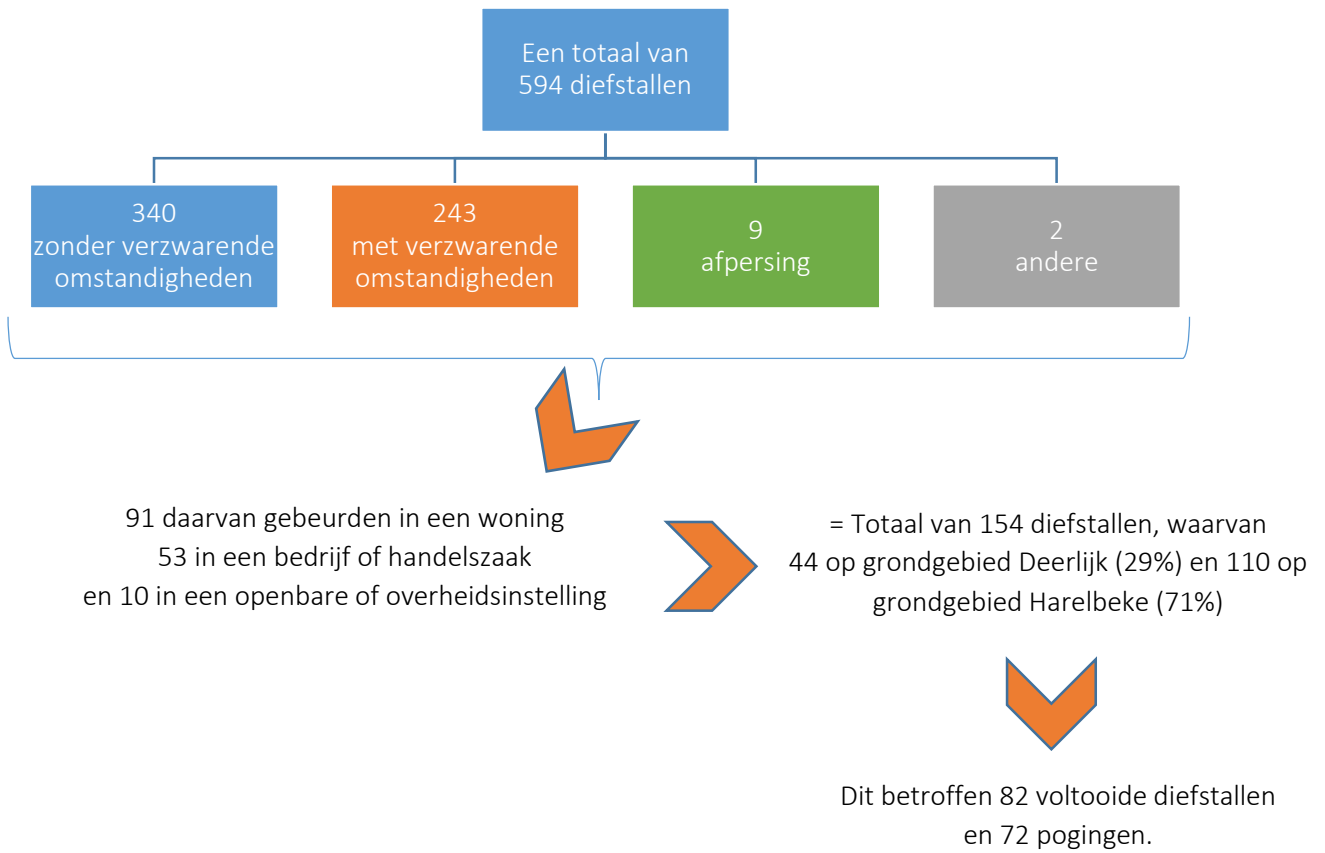 Een totaal van
594 diefstallen
340
zonder verzwarende
omstandigheden
243
met verzwarende
omstandigheden
9
afpersing
2
andere
91 daarvan gebeurden in een woning
53 in een bedrijf of handelszaak
en 10 in een openbare of overheidsinstelling
= Totaal van 154 diefstallen, waarvan
44 op grondgebied Deerlijk (29%) en 110 op
grondgebied Harelbeke (71%)
Dit betroffen 82 voltooide diefstallen
en 72 pogingen.